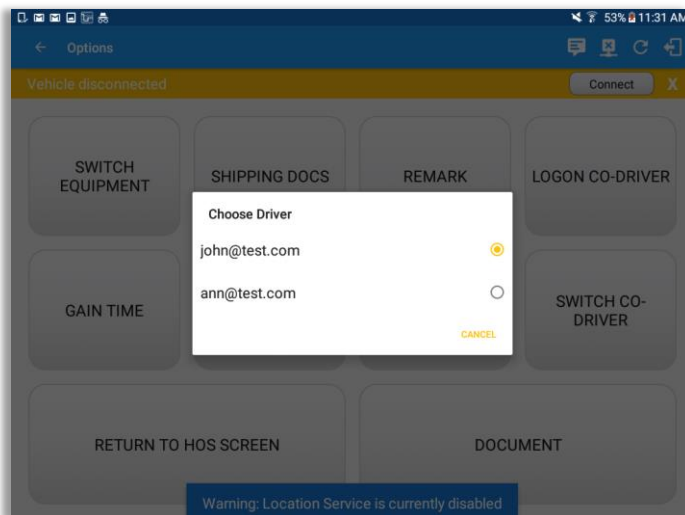 53% 11:31 AM
Options
Vehicle disconnected
Connect
X
SWITCH
EQUIPMENT
SHIPPING DOCS
REMARK
LOGON CO-DRIVER
Choose Driver
john@test.com
ann@test.com
CANCEL
GAIN TIME
SWITCH CO-
DRIVER
RETURN TO HOS SCREEN
DOCUMENT
Warning: Location Service is currently disabled